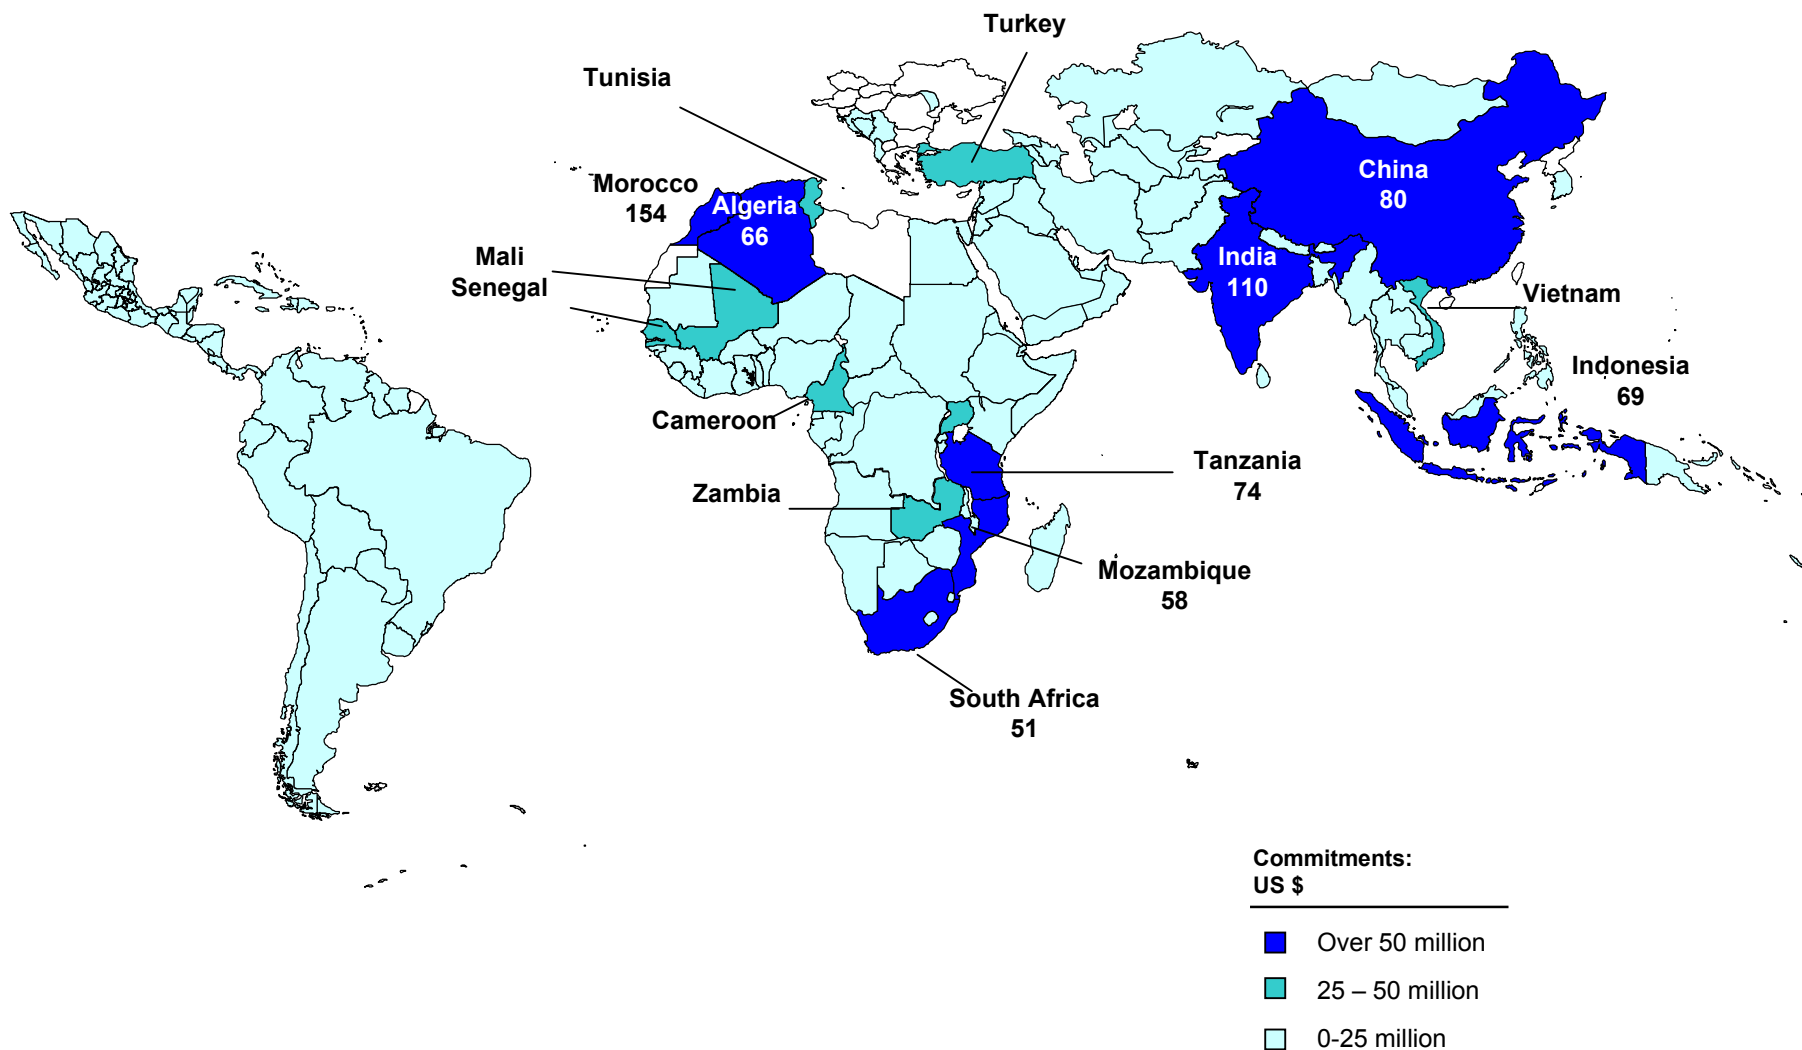 Turkey
Tunisia
Morocco
154
Algeria
66
China
80
India
110
Mali
Senegal
Vietnam
Indonesia
69
Cameroon
Tanzania
74
Zambia
Mozambique
58
South Africa
51
Commitments:
US $
Over 50 million
25 – 50 million
0-25 million